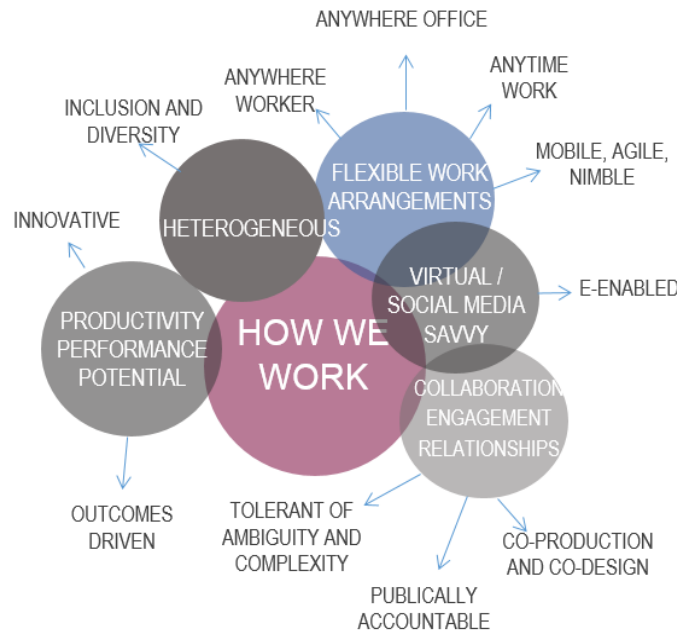 ANYWHERE OFFICE
ANYWHERE
WORKER
ANYTIME
WORK
INCLUSION AND
DIVERSITY
MOBILE, AGILE,
NIMBLE
FLEXIBLE WORK
ARRANGEMENTS
HETEROGENEOUS
INNOVATIVE
VIRTUAL /
SOCIAL MEDIA
SAVVY
E-ENABLED
PRODUCTIVITY
PERFORMANCE
POTENTIAL
HOW WE
WORK
COLLABORATION
ENGAGEMENT
RELATIONSHIPS
OUTCOMES
DRIVEN
TOLERANT OF
AMBIGUITY AND
COMPLEXITY
CO-PRODUCTION
AND CO-DESIGN
PUBLICALLY
ACCOUNTABLE